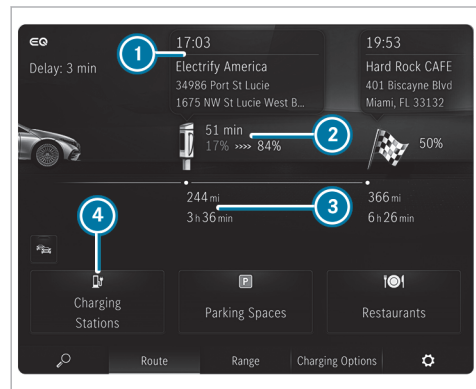 EQ
Delay: 3 min
17:03
Electrify America
34986 Port St Lucie
1675 NW St Lucie West B...
19:53
Hard Rock CAFE
401 Biscayne Blvd
Miami, FL 33132
1
51 min
17% »»» 84%
2
50%
244 mi
3 h 36 min
3
366 mi
6 h 26 min
4
Charging
Stations
P
Parking Spaces
Restaurants
Route
Range
Charging Options